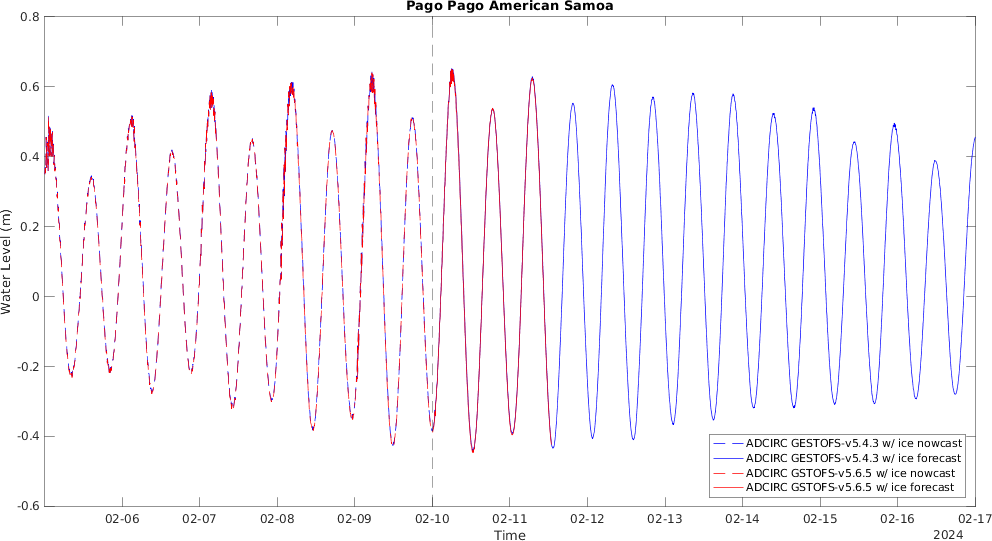 Pago Pago American Samoa
Water Level (m)
0.8
0.6
0.4
0.2
0
-0.2
-0.4
-0.6
ADCIRC GESTOFS-v5.4.3 w/ ice nowcast
ADCIRC GESTOFS-v5.4.3 w/ ice forecast
ADCIRC GSTOFS-v5.6.5 w/ ice nowcast
ADCIRC GSTOFS-v5.6.5 w/ ice forecast
02-06 02-07 02-08 02-09 02-10 02-11 02-12 02-13 02-14 02-15 02-16 02-17
Time
2024